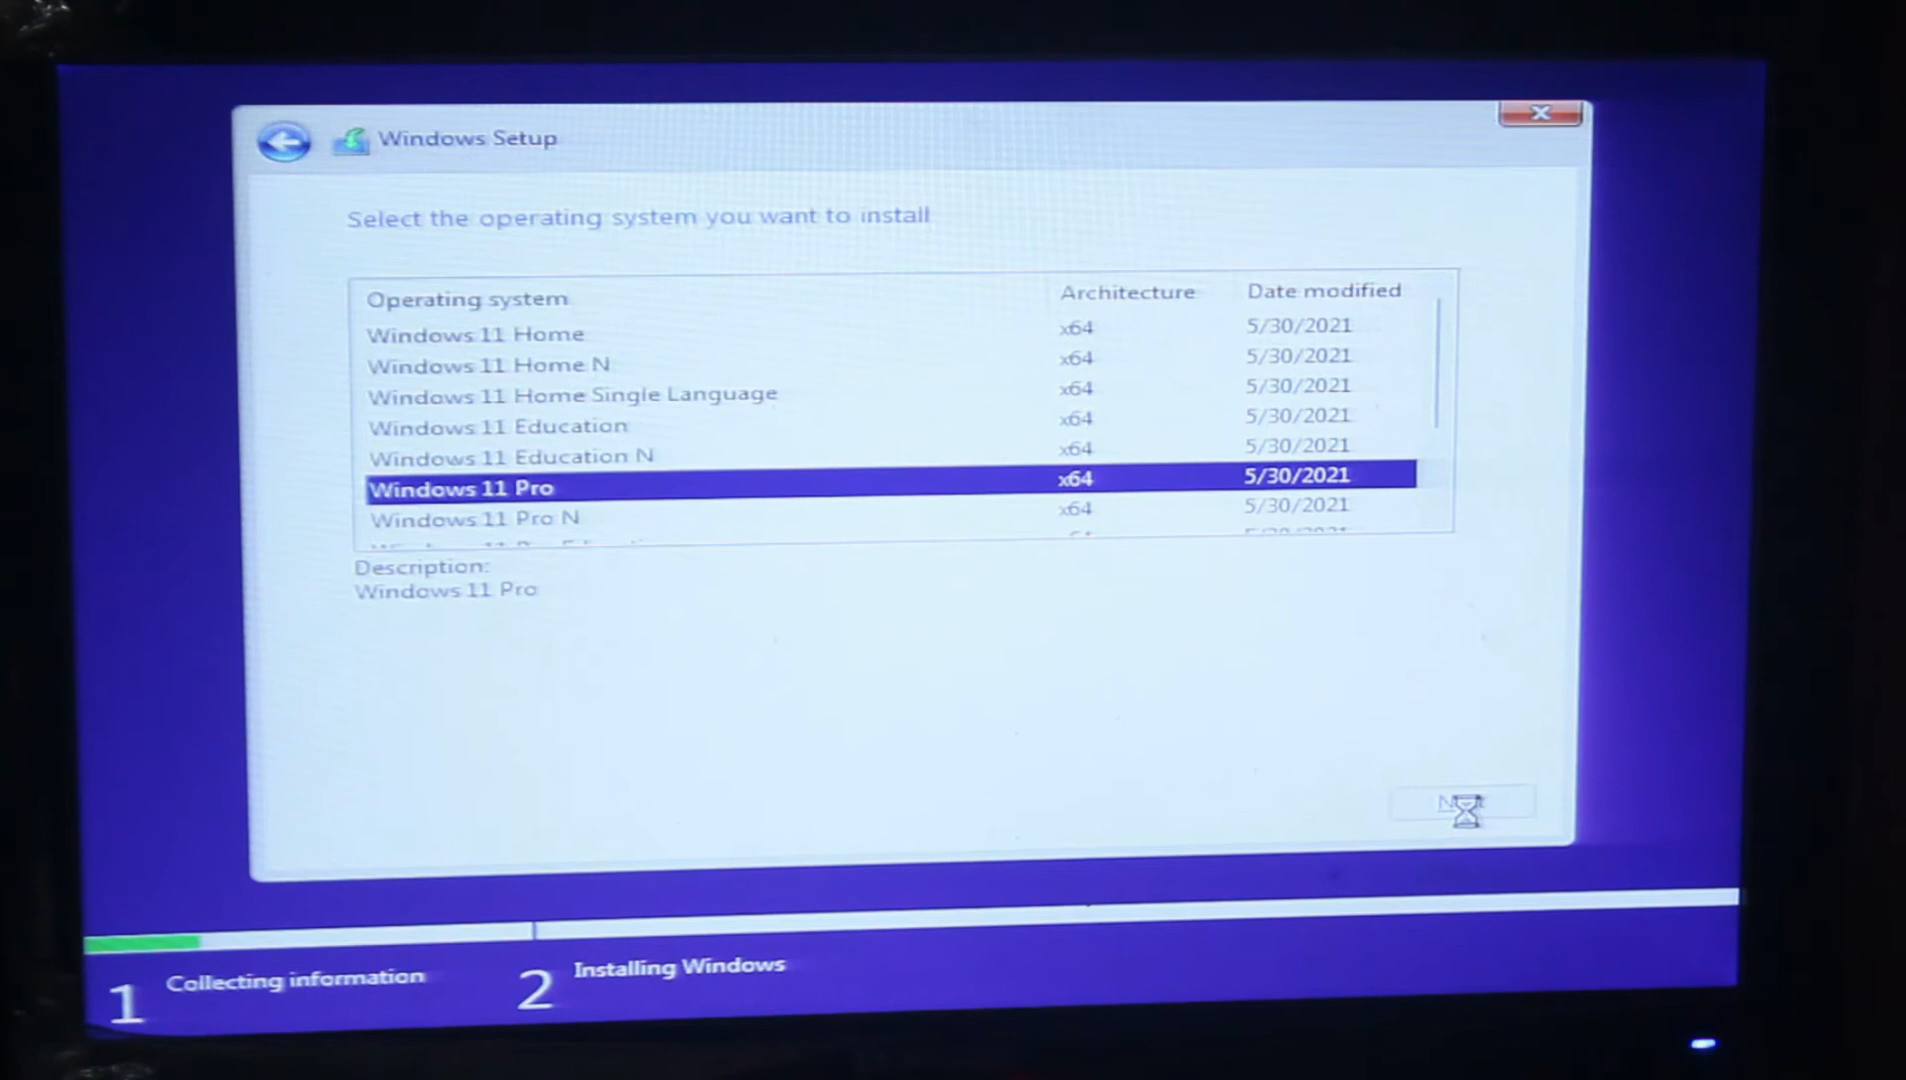 Windows Setup
Select the operating system you want to install
Operating system Architecture Date modified
Windows 11 Home x64 5/30/2021
Windows 11 Home N x64 5/30/2021
Windows 11 Home Single Language x64 5/30/2021
Windows 11 Education x64 5/30/2021
Windows 11 Education N x64 5/30/2021
Windows 11 Pro x64 5/30/2021
Windows 11 Pro N x64 5/30/2021
Description:
Windows 11 Pro
1 Collecting information 2 Installing Windows